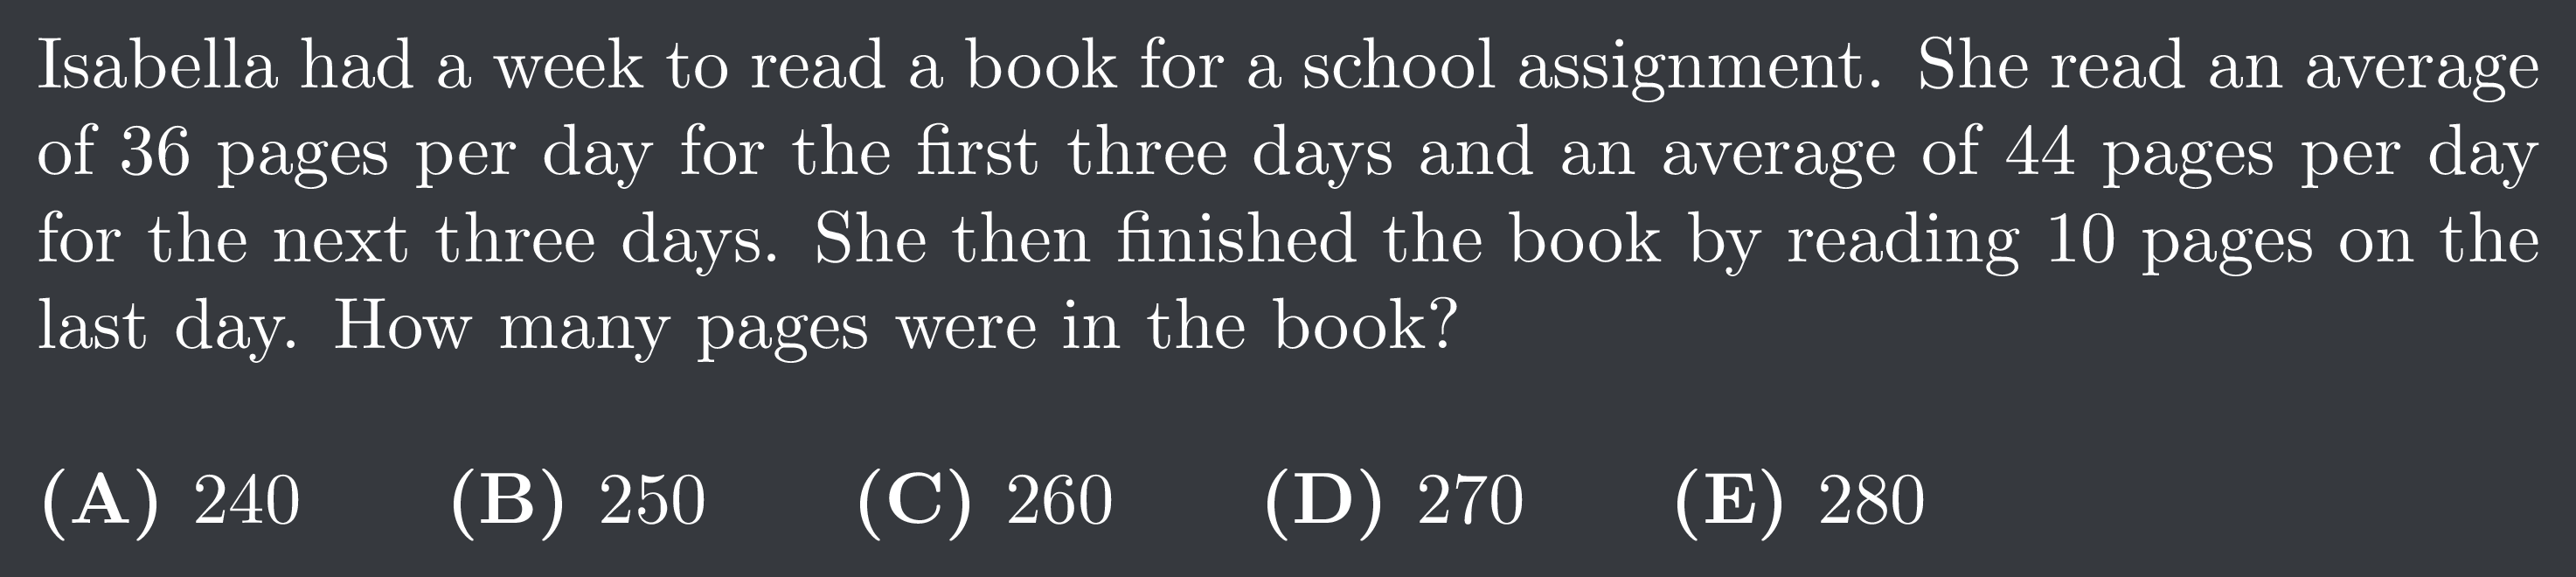 Isabella had a week to read a book for a school assignment. She read an average
of 36 pages per day for the first three days and an average of 44 pages per day
for the next three days. She then finished the book by reading 10 pages on the
last day. How many pages were in the book?
(A) 240 (B) 250 (C) 260 (D) 270 (E) 280